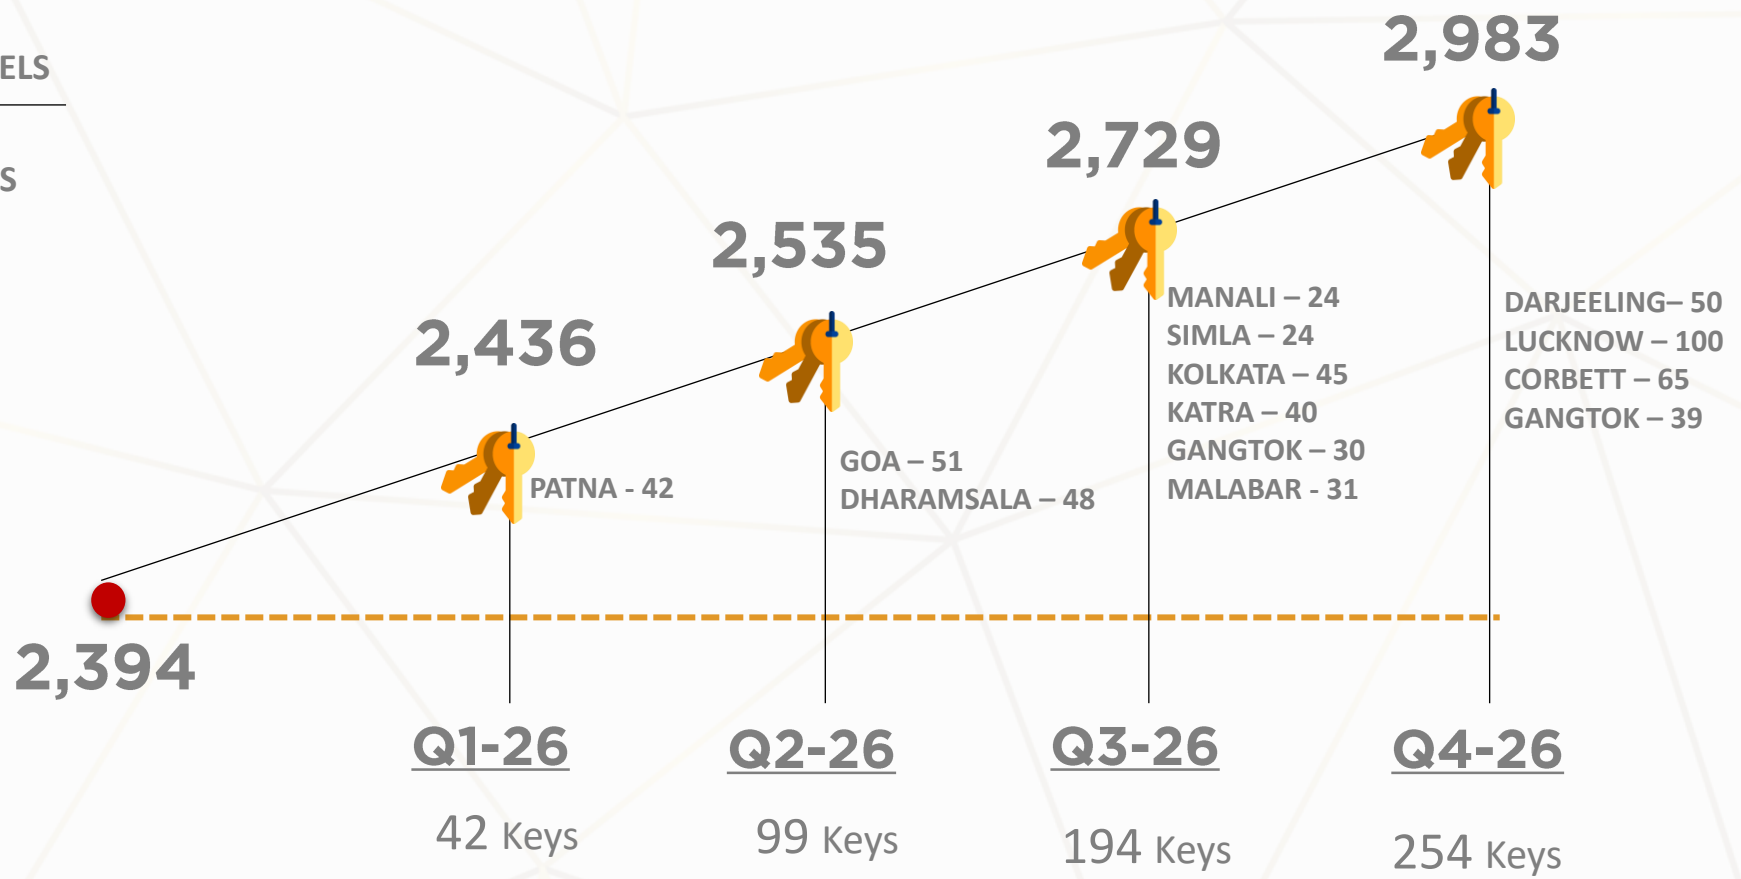 ELS
S
2,983
2,729
2,535
2,436
2,394
PATNA - 42
GOA – 51
DHARAMSALA – 48
MANALI – 24
SIMLA – 24
KOLKATA – 45
KATRA – 40
GANGTOK – 30
MALABAR - 31
DARJEELING– 50
LUCKNOW – 100
CORBETT – 65
GANGTOK – 39
Q1-26
Q2-26
Q3-26
Q4-26
42 Keys
99 Keys
194 Keys
254 Keys